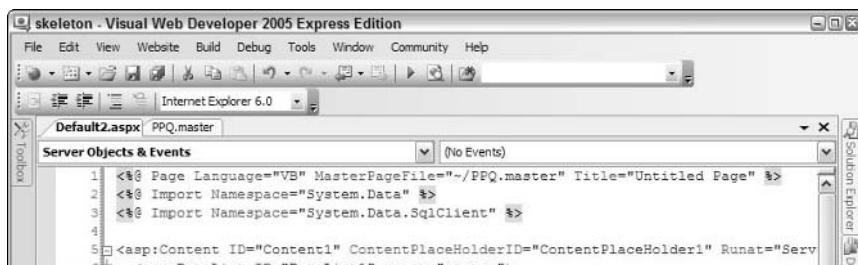 skeleton - Visual Web Developer 2005 Express Edition
File Edit View Website Build Debug Tools Window Community Help
Internet Explorer 6.0
Toolbox
Default2.aspx PPQ.master
Solution Explorer
Server Objects & Events (No Events)
1 <%@ Page Language="VB" MasterPageFile="~/PPQ.master" Title="Untitled Page" %>
2 <%@ Import Namespace="System.Data" %>
3 <%@ Import Namespace="System.Data.SqlClient" %>
4
5 <asp:Content ID="Content1" ContentPlaceHolderID="ContentPlaceHolder1" Runat="Serv